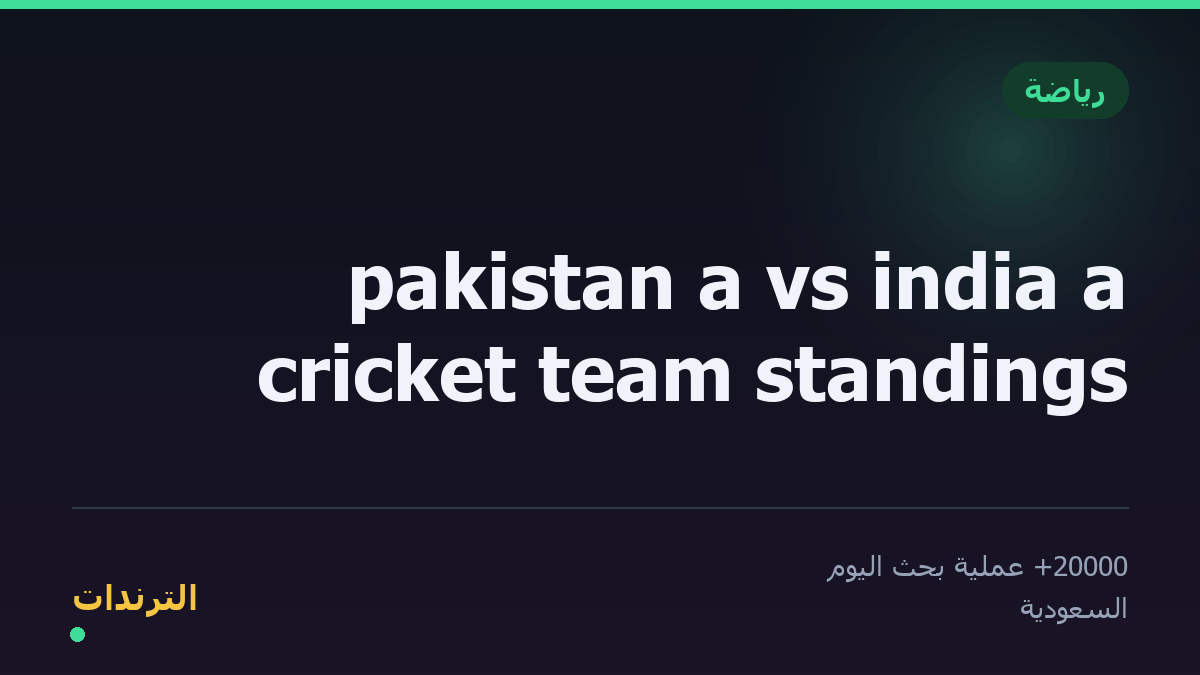 رياضة
pakistan a vs india a
cricket team standings
20000+ عملية بحث اليوم
السعودية
الترندات